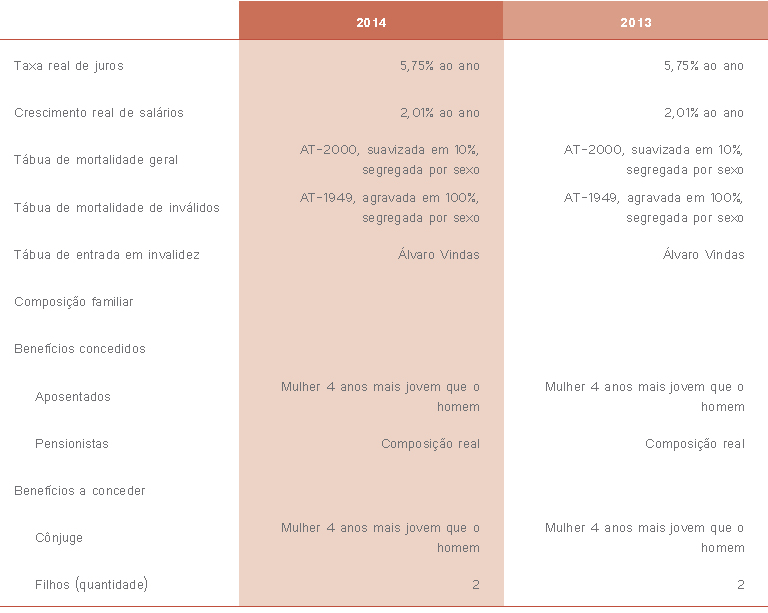 2014 2013
Taxa real de juros 5,75% ao ano 5,75% ao ano
Crescimento real de salários 2,01% ao ano 2,01% ao ano
Tábua de mortalidade geral AT-2000, suavizada em 10%, AT-2000, suavizada em 10%,
segregada por sexo segregada por sexo
Tábua de mortalidade de inválidos AT-1949, agravada em 100%, AT-1949, agravada em 100%,
segregada por sexo segregada por sexo
Tábua de entrada em invalidez Álvaro Vindas Álvaro Vindas
Composição familiar
Benefícios concedidos
Aposentados Mulher 4 anos mais jovem que o Mulher 4 anos mais jovem que o
homem homem
Pensionistas Composição real Composição real
Benefícios a conceder
Cônjuge Mulher 4 anos mais jovem que o Mulher 4 anos mais jovem que o
homem homem
Filhos (quantidade) 2 2